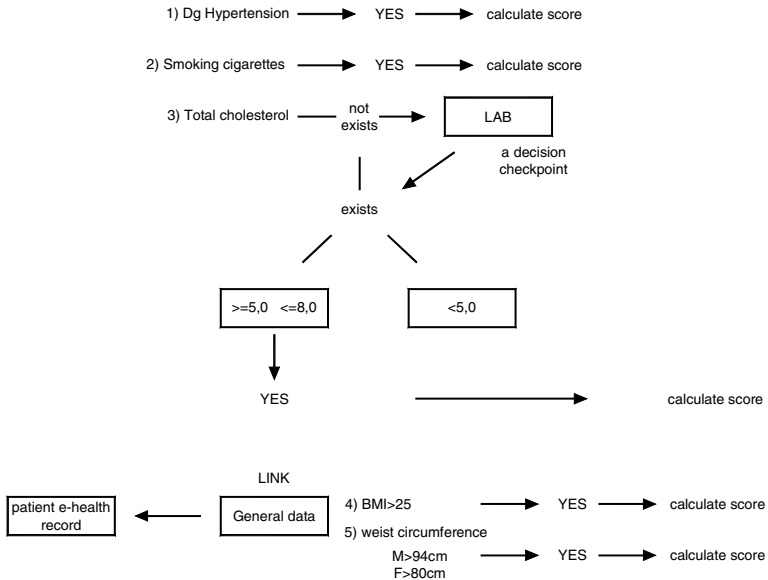 1) Dg Hypertension YES calculate score
2) Smoking cigarettes YES calculate score
3) Total cholesterol not exists LAB
a decision
checkpoint
exists
>=5,0 <=8,0 <5,0
YES calculate score
LINK
patient e-health
record
General data
4) BMI>25 YES calculate score
5) weist circumference
M>94cm YES calculate score
F>80cm